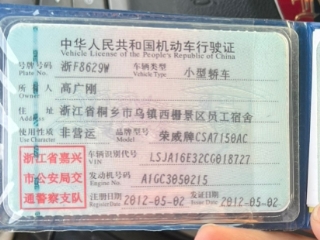 中华人民共和国机动车行驶证
Vehicle License of the People's Republic of China
号牌号码 浙F8629W 车辆类型 小型轿车
Plate No. Vehicle Type
所有人 高广刚
Owner
住址 浙江省桐乡市乌镇西栅景区员工宿舍
Address
使用性质 非营运 品牌型号 荣威牌CSA7150AC
Use Character Model
浙江省嘉兴市公安局交通警察支队
车辆识别代号 LSJA16E32CG018727
VIN
发动机号码 A1GC3050215
Engine No.
注册日期 2012-05-02 发证日期 2012-05-02
Register Date Issue Date